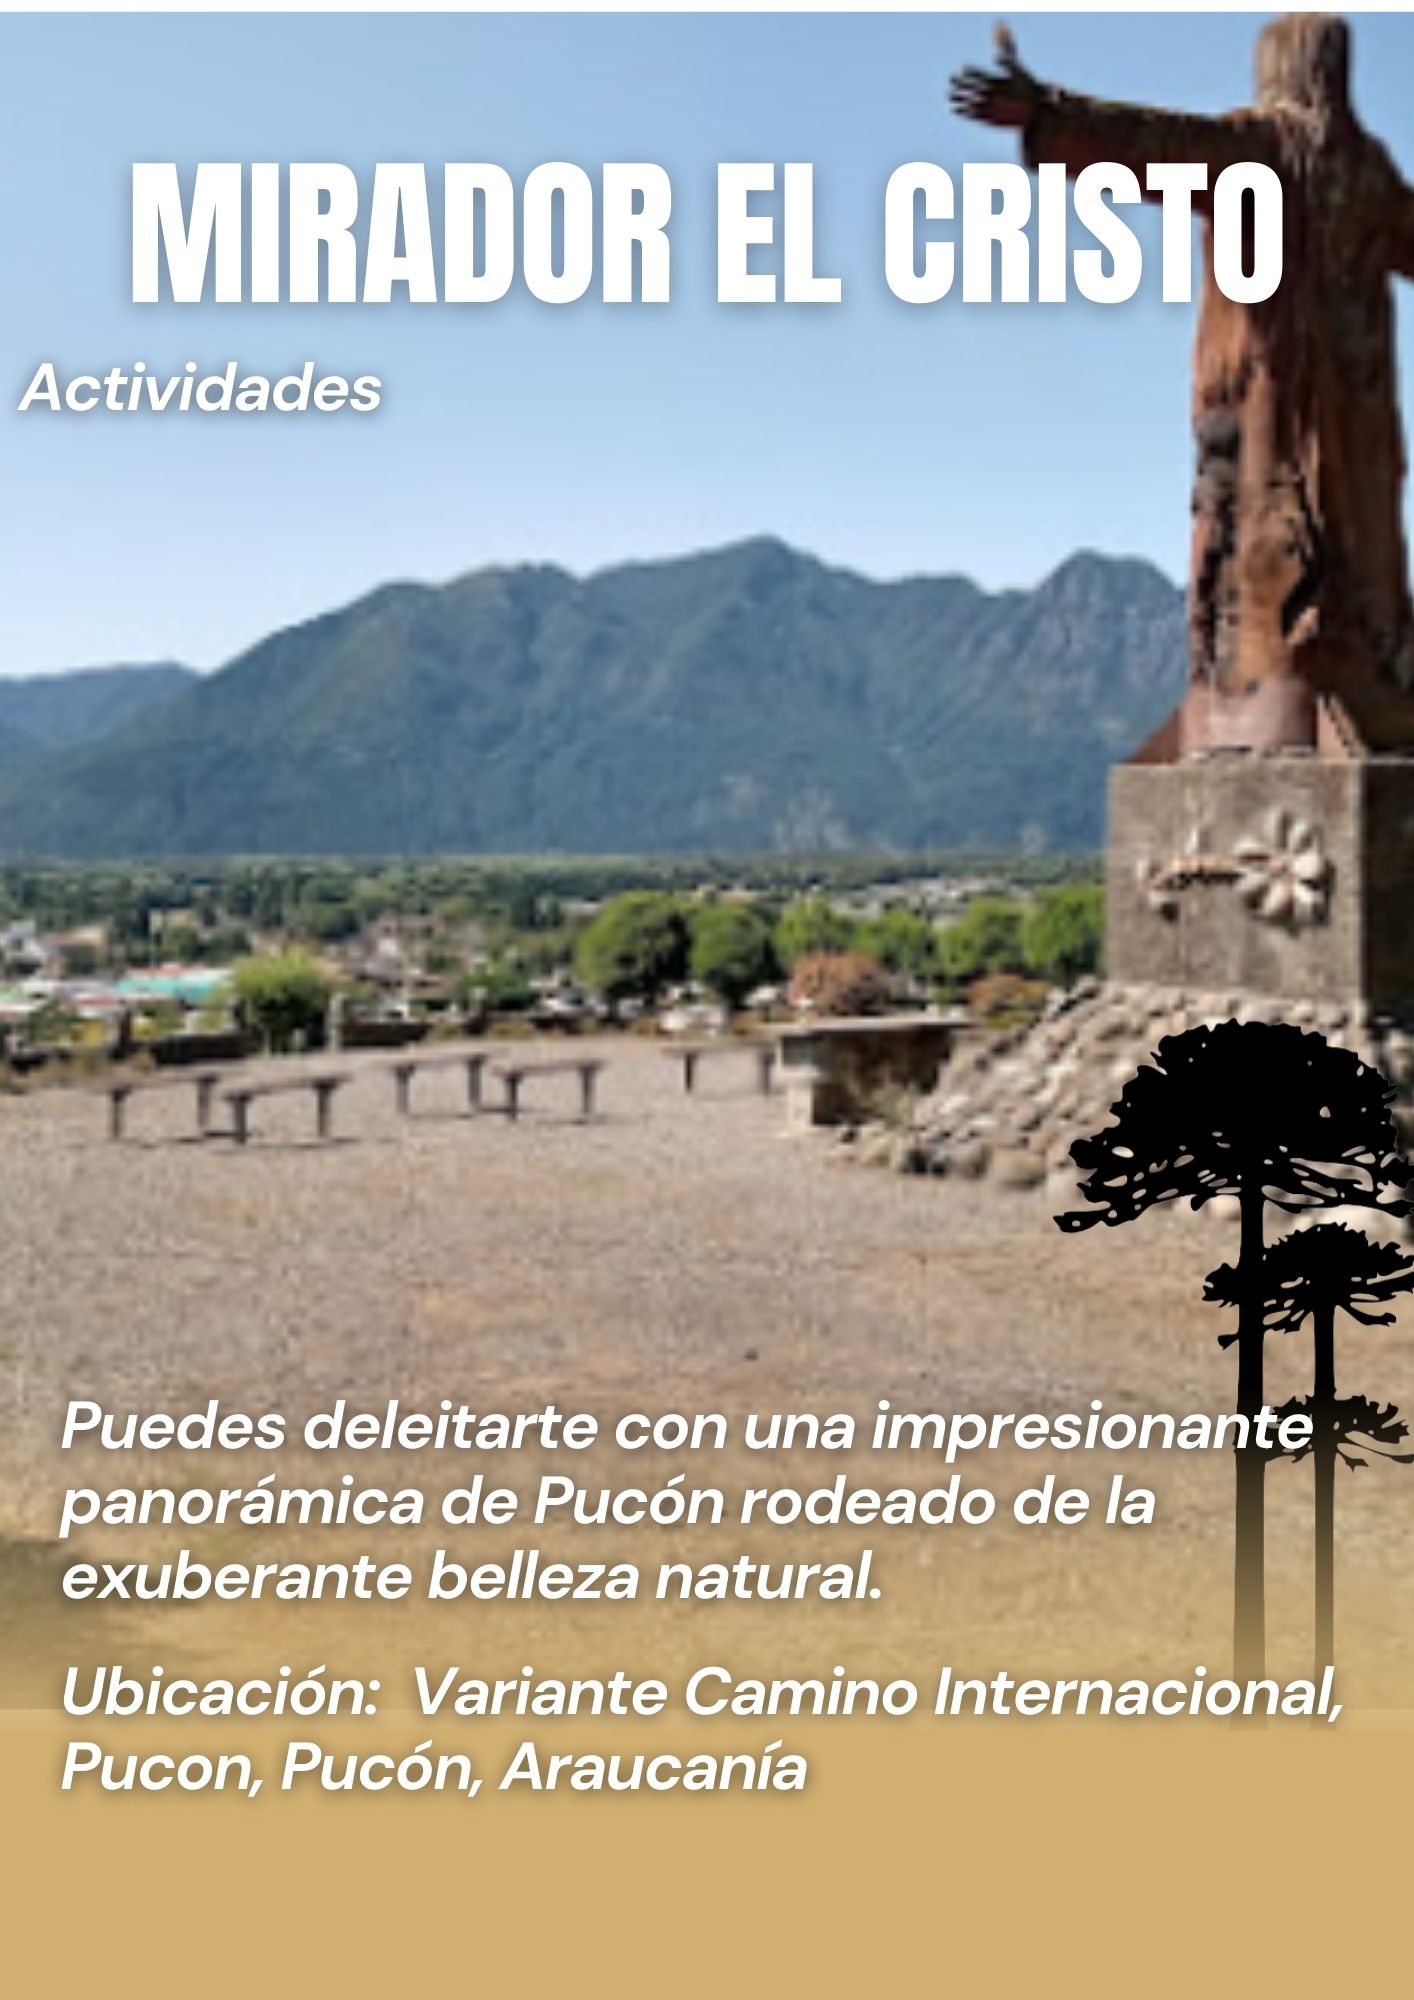 MIRADOR EL CRISTO
Actividades
Puedes deleitarte con una impresionante
panorámica de Pucón rodeado de la
exuberante belleza natural.
Ubicación:  Variante Camino Internacional,
Pucon, Pucón, Araucanía